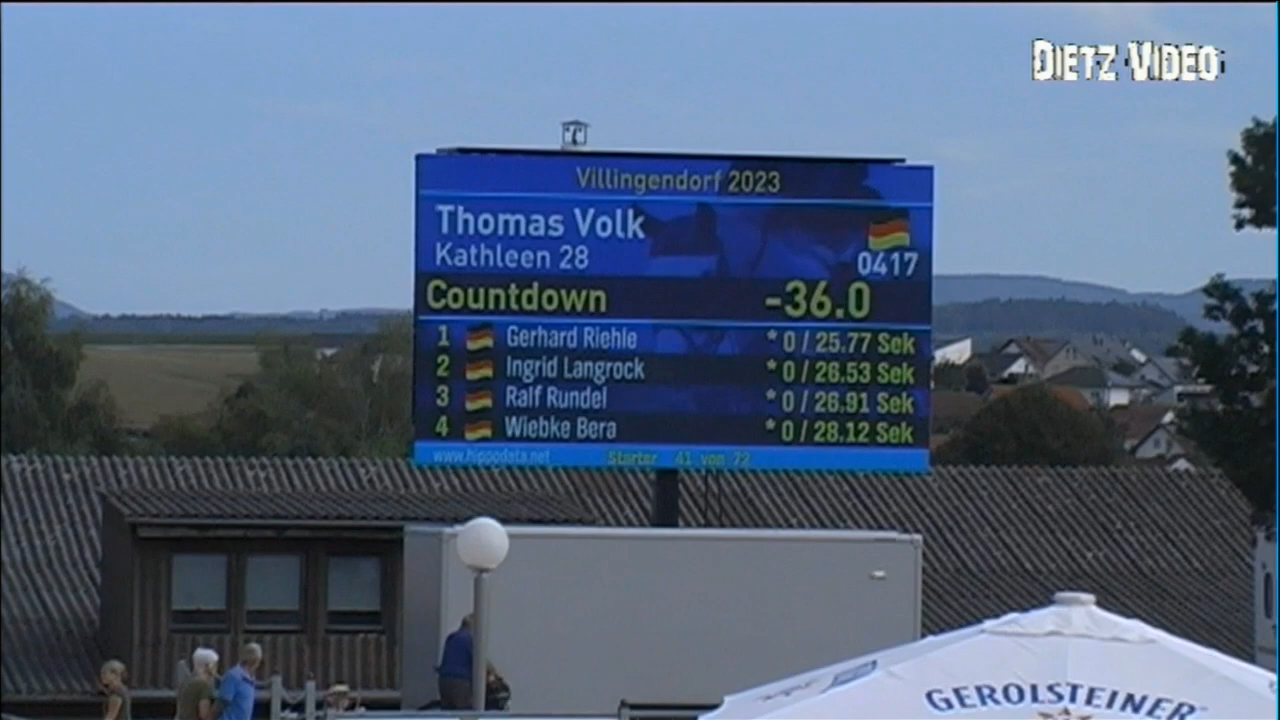 DIETZ VIDEO
Villingendorf 2023
Thomas Volk
Kathleen 28
0417
Countdown -36.0
1 Gerhard Riehle * 0 / 25.77 Sek
2 Ingrid Langrock * 0 / 26.53 Sek
3 Ralf Rundel * 0 / 26.91 Sek
4 Wiebke Bera * 0 / 28.12 Sek
www.hippodata.net Starter 41 von 72
GEROLSTEINER